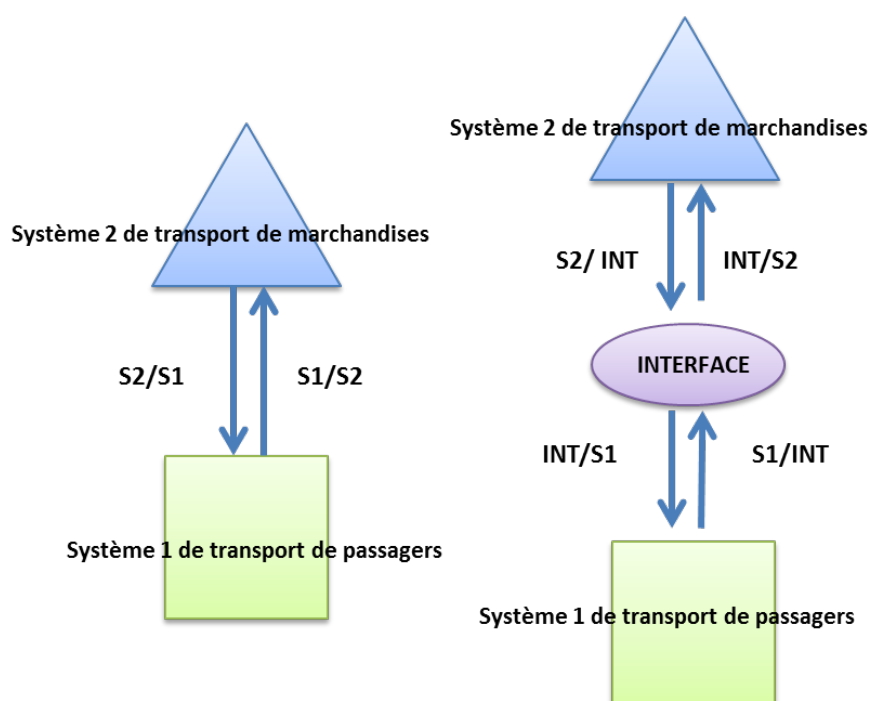 Système 2 de transport de marchandises
S2/S1
S1/S2
Système 1 de transport de passagers
Système 2 de transport de marchandises
S2/ INT
INT/S2
INTERFACE
INT/S1
S1/INT
Système 1 de transport de passagers